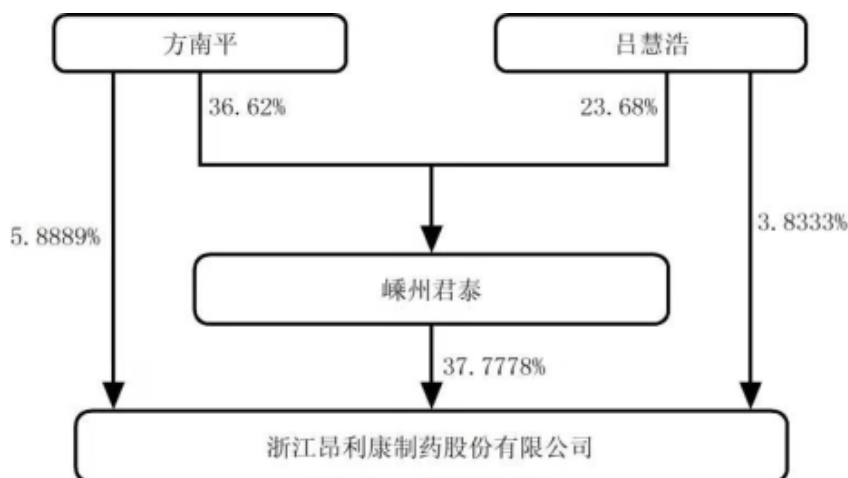 方南平
吕慧浩
36.62%
23.68%
5.8889%
3.8333%
嵊州君泰
37.7778%
浙江昂利康制药股份有限公司